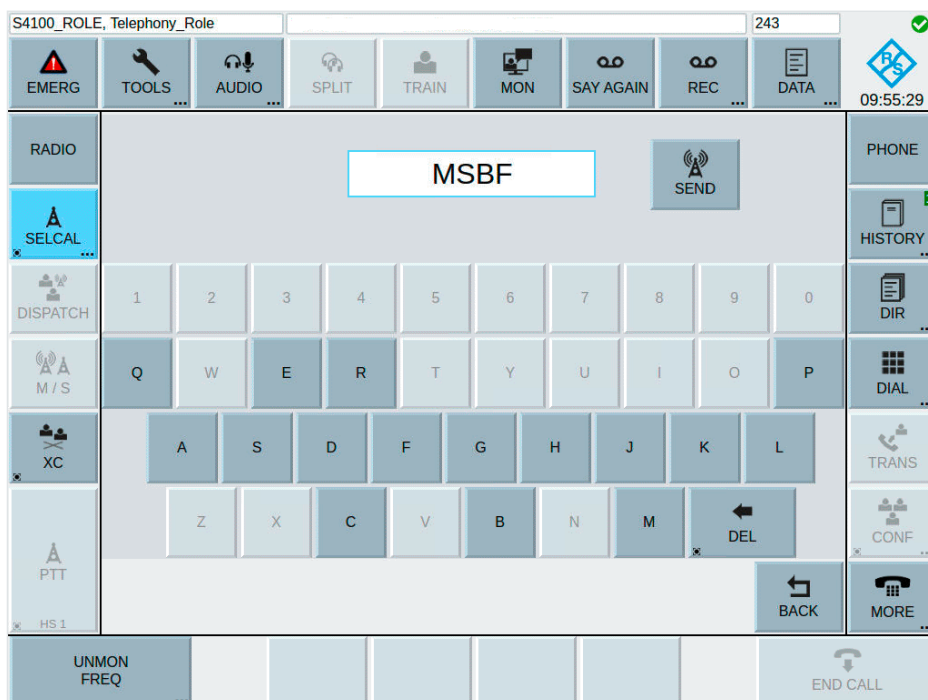 S4100_ROLE, Telephony_Role
243
EMERG
TOOLS
AUDIO
SPLIT
TRAIN
MON
SAY AGAIN
REC
DATA
R&S
09:55:29
RADIO
MSBF
SEND
PHONE
SELCAL
HISTORY
DISPATCH
1 2 3 4 5 6 7 8 9 0
DIR
M / S
Q W E R T Y U I O P
DIAL
XC
A S D F G H J K L
TRANS
Z X C V B N M
DEL
CONF
PTT
HS 1
BACK
MORE
UNMON
FREQ
END CALL